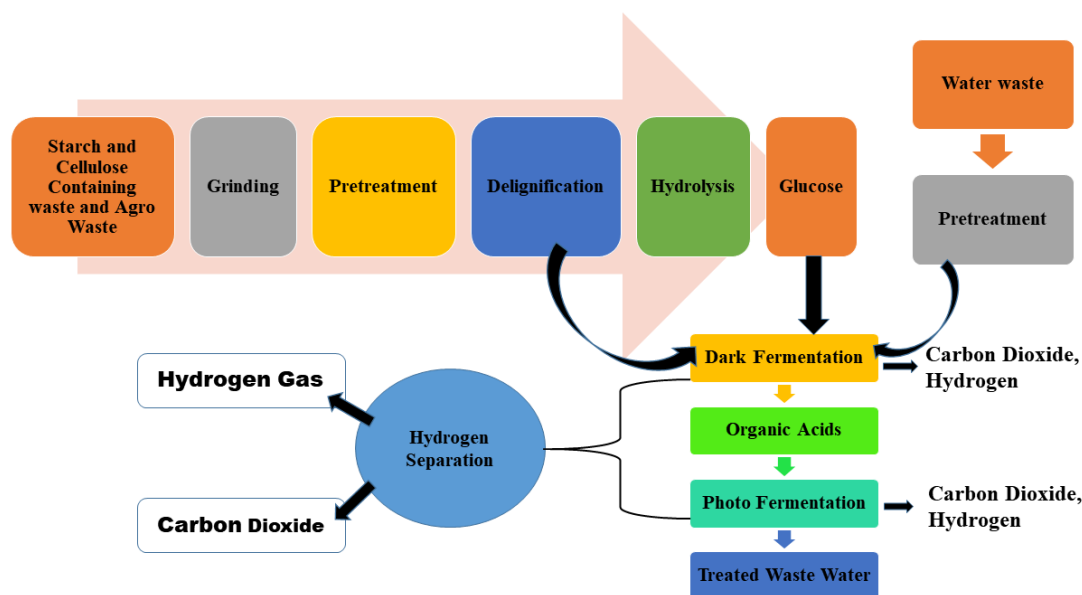 Starch and
Cellulose
Containing
waste and Agro
Waste
Grinding
Pretreatment
Delignification
Hydrolysis
Glucose
Water waste
Pretreatment
Dark Fermentation
Carbon Dioxide,
Hydrogen
Organic Acids
Photo Fermentation
Carbon Dioxide,
Hydrogen
Treated Waste Water
Hydrogen
Separation
Hydrogen Gas
Carbon Dioxide